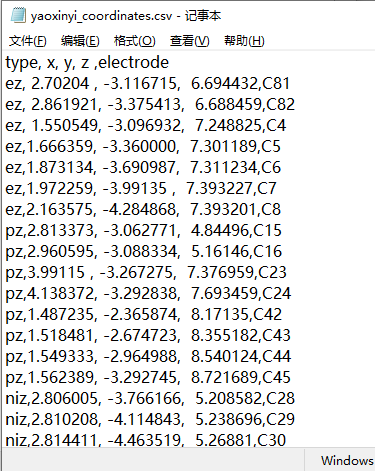 yaoxinyi_coordinates.csv - 记事本
文件(F) 编辑(E) 格式(O) 查看(V) 帮助(H)
type, x, y, z ,electrode
ez, 2.70204 , -3.116715,  6.694432,C81
ez, 2.861921, -3.375413,  6.688459,C82
ez, 1.550549, -3.096932,  7.248825,C4
ez,1.666359, -3.360000,  7.301189,C5
ez,1.873134, -3.690987,  7.311234,C6
ez,1.972259, -3.99135 ,  7.393227,C7
ez,2.163575, -4.284868,  7.393201,C8
pz,2.813373, -3.062771,  4.84496,C15
pz,2.960595, -3.088334,  5.16146,C16
pz,3.99115 , -3.267275,  7.376959,C23
pz,4.138372, -3.292838,  7.693459,C24
pz,1.487235, -2.365874,  8.17135,C42
pz,1.518481, -2.674723,  8.355182,C43
pz,1.549333, -2.964988,  8.540124,C44
pz,1.562389, -3.292745,  8.721689,C45
niz,2.806005, -3.766166,  5.208582,C28
niz,2.810208, -4.114843,  5.238696,C29
niz,2.814411, -4.463519,  5.26881,C30
Windows